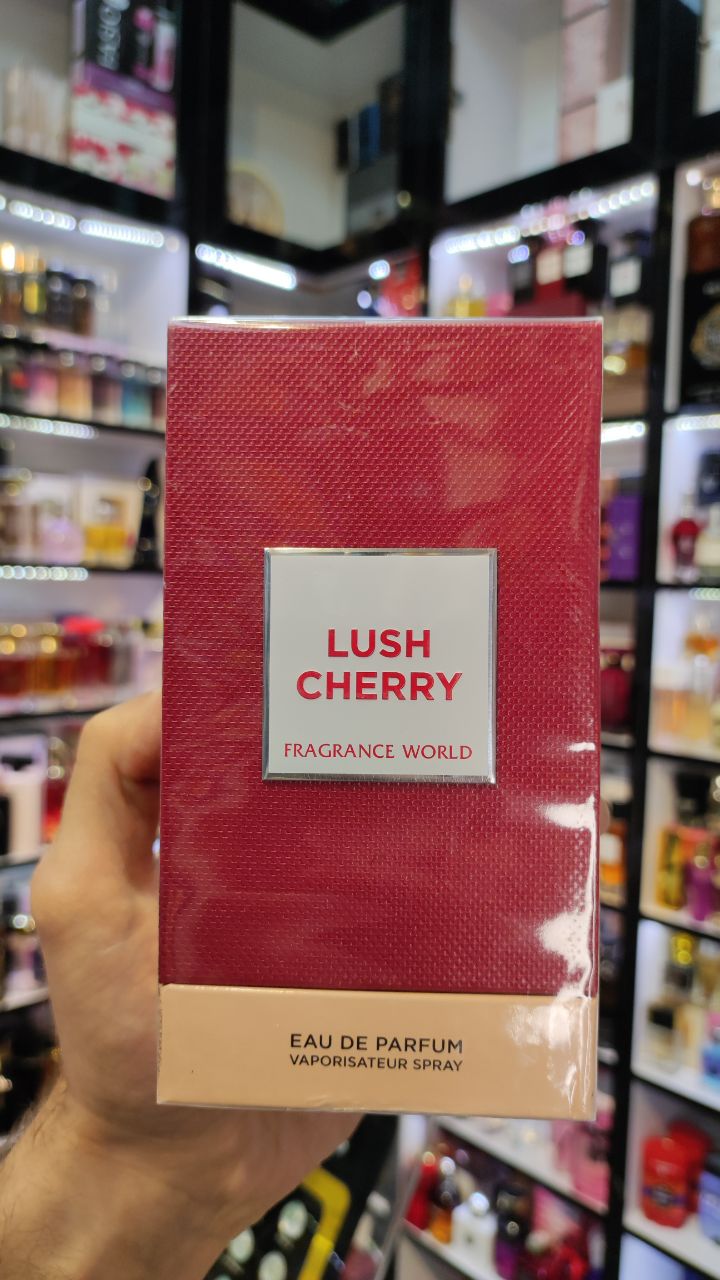 LUSH
CHERRY
FRAGRANCE WORLD
EAU DE PARFUM
VAPORISATEUR SPRAY